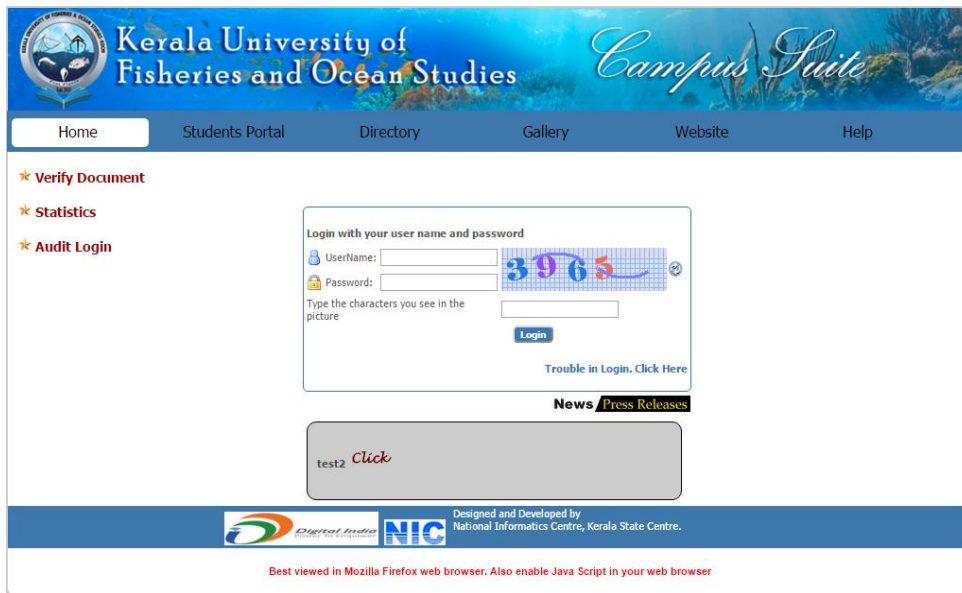 Kerala University of
Fisheries and Ocean Studies
Campus Suite
Home Students Portal Directory Gallery Website Help
Verify Document
Statistics
Audit Login
Login with your user name and password
UserName:
Password:
3965
Type the characters you see in the
picture
Login
Trouble in Login. Click Here
News Press Releases
test2 Click
Digital India
Power To Empower
NIC
Designed and Developed by
National Informatics Centre, Kerala State Centre.
Best viewed in Mozilla Firefox web browser. Also enable Java Script in your web browser